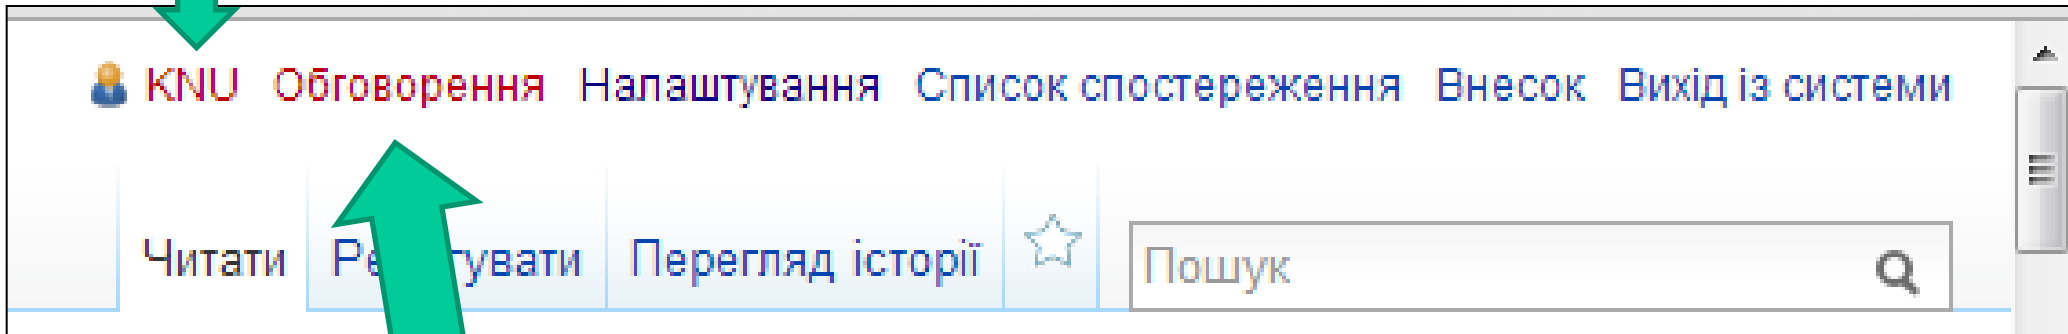 KNU Обговорення Налаштування Список спостереження Внесок Вихід із системи
Читати Перегляд історії Пошук